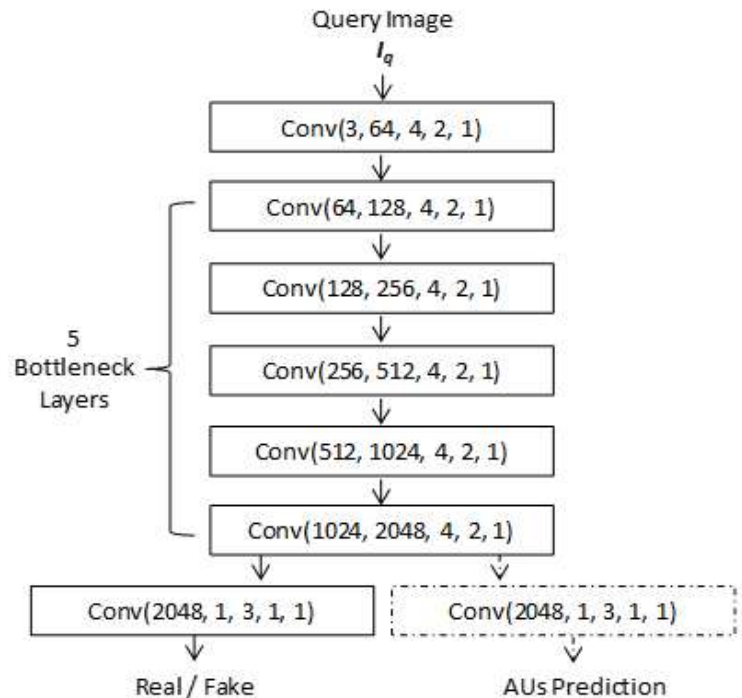 Query Image
I_q
Conv(3, 64, 4, 2, 1)
Conv(64, 128, 4, 2, 1)
Conv(128, 256, 4, 2, 1)
5
Bottleneck
Layers
Conv(256, 512, 4, 2, 1)
Conv(512, 1024, 4, 2, 1)
Conv(1024, 2048, 4, 2, 1)
Conv(2048, 1, 3, 1, 1)
Conv(2048, 1, 3, 1, 1)
Real / Fake
AUs Prediction